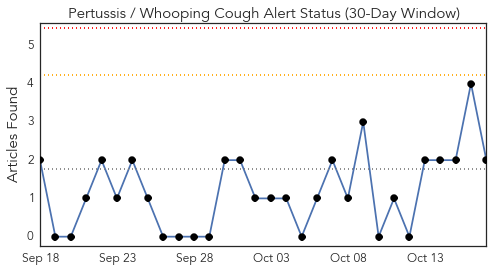 Pertussis / Whooping Cough Alert Status (30-Day Window)
Articles Found
5
4
3
2
1
0
Sep 18 Sep 23 Sep 28 Oct 03 Oct 08 Oct 13